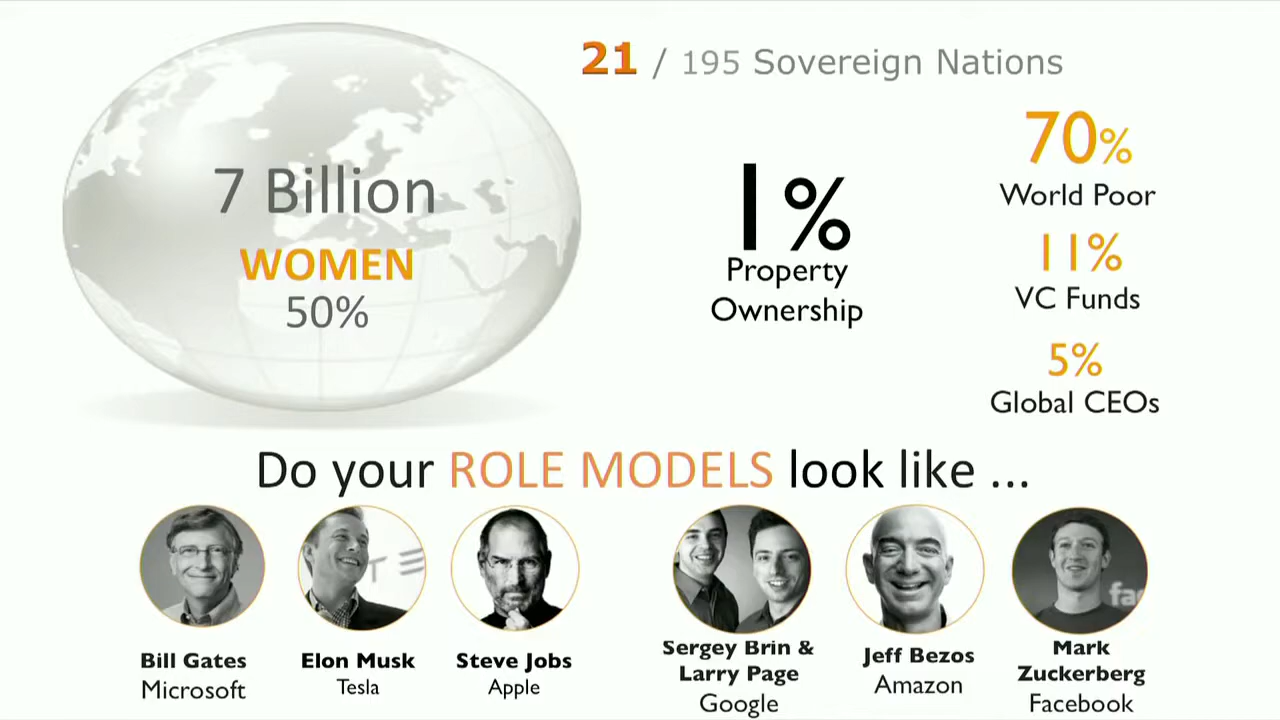 21 / 195 Sovereign Nations
7 Billion
WOMEN
50%
1%
Property
Ownership
70%
World Poor
11%
VC Funds
5%
Global CEOs
Do your ROLE MODELS look like ...
Bill Gates
Microsoft
Elon Musk
Tesla
Steve Jobs
Apple
Sergey Brin &
Larry Page
Google
Jeff Bezos
Amazon
Mark
Zuckerberg
Facebook